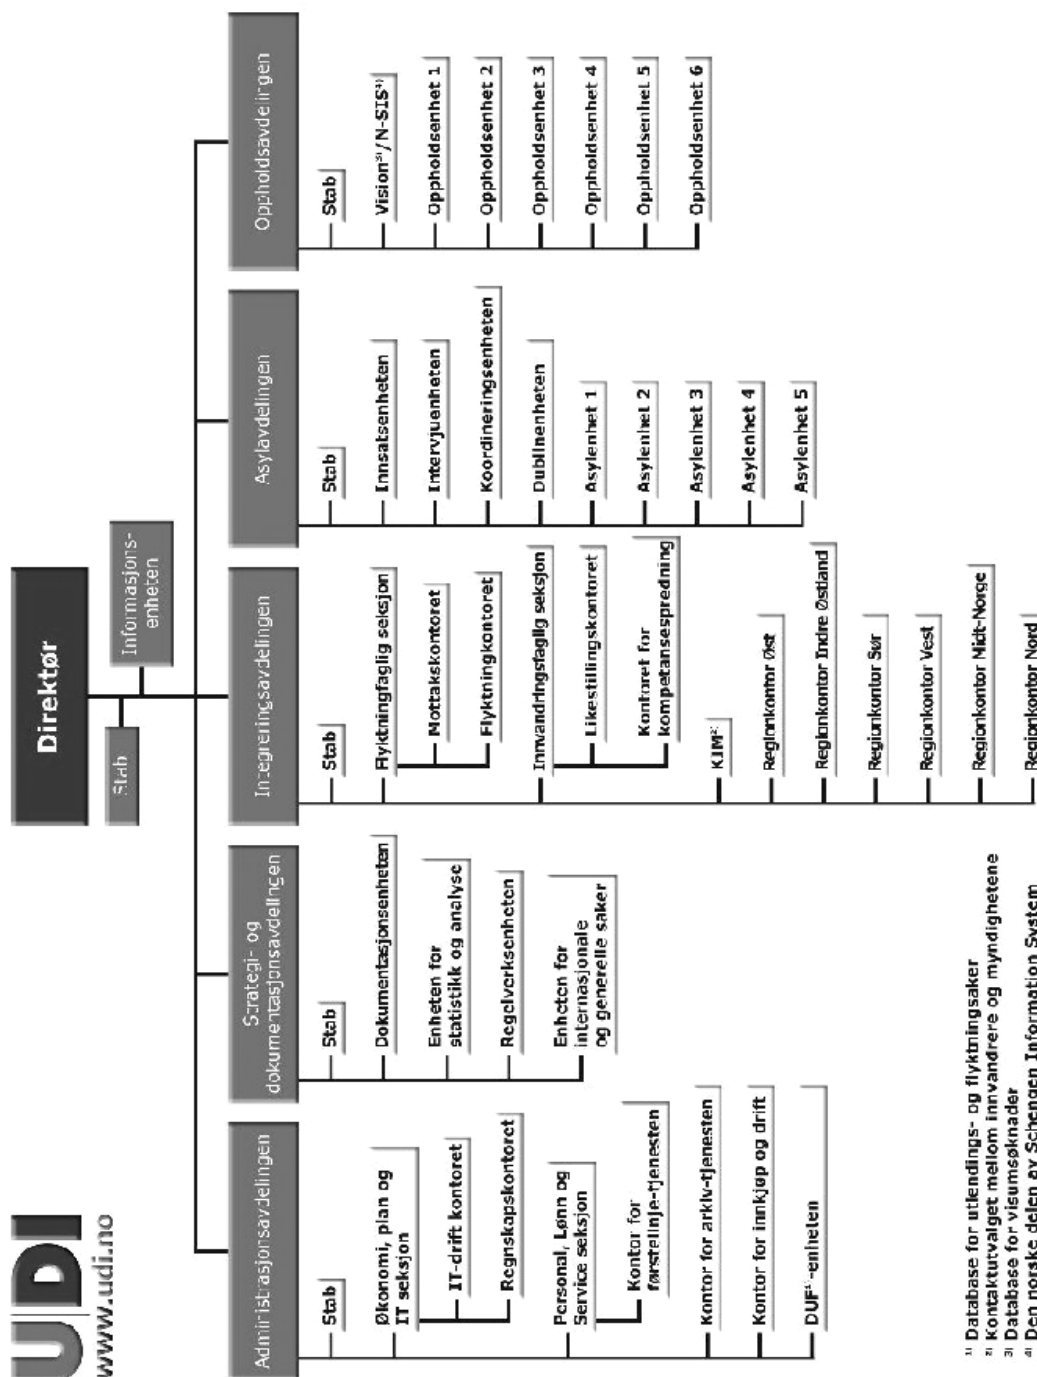 UDI
www.udi.no
Direktør
Stab
Informasjons-
enheten
Administrasjonsavdelingen
Stab
Økonomi, plan og
IT seksjon
IT-drift kontoret
Regnskapskontoret
Personal, Lønn og
Service seksjon
Kontor for
førstelinje-tjenesten
Kontor for arkiv-tjenesten
Kontor for innkjøp og drift
DUF¹⁾-enheten
Strategi- og
dokumentasjonsavdelingen
Stab
Dokumentasjonsenheten
Enheten for
statistikk og analyse
Regelverksenheten
Enheten for
internasjonale
og generelle saker
Integreringsavdelingen
Stab
Flyktningfaglig seksjon
Mottakskontoret
Flyktningkontoret
Innvandringsfaglig seksjon
Likestillingskontoret
Kontoret for
kompetansespredning
KIM²⁾
Regionkontor Øst
Regionkontor Indre Østland
Regionkontor Sør
Regionkontor Vest
Regionkontor Midt-Norge
Regionkontor Nord
Asylavdelingen
Stab
Innsatsenheten
Intervjuenheten
Koordineringsenheten
Dublinenheten
Asylenhet 1
Asylenhet 2
Asylenhet 3
Asylenhet 4
Asylenhet 5
Oppholdsavdelingen
Stab
Vision³⁾/N-SIS⁴⁾
Oppholdsenhet 1
Oppholdsenhet 2
Oppholdsenhet 3
Oppholdsenhet 4
Oppholdsenhet 5
Oppholdsenhet 6
¹⁾ Database for utlendings- og flyktningsaker
²⁾ Kontaktutvalget mellom innvandrere og myndighetene
³⁾ Database for visumsøknader
⁴⁾ Den norske delen av Schengen Information System